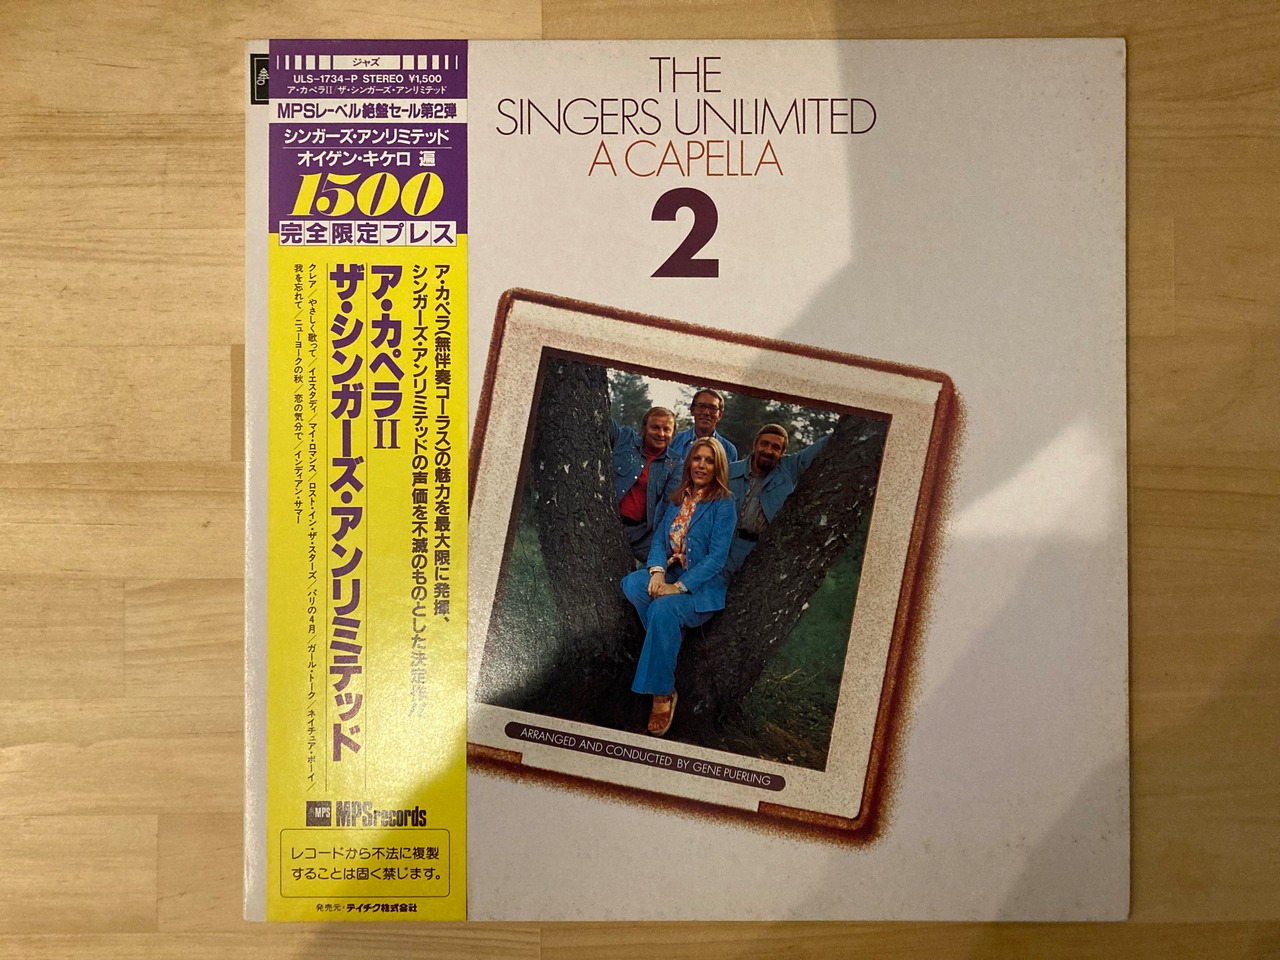 ジャズ
ULS-1734-P STEREO ¥1,500
ア・カペラII/ザ・シンガーズ・アンリミテッド
MPSレーベル絶盤セール第2弾
シンガーズ・アンリミテッド
オイゲン・キケロ 遍
1500
完全限定プレス
ア・カペラ(無伴奏コーラス)の魅力を最大限に発揮、
シンガーズ・アンリミテッドの声価を不滅のものとした決定作!!
ア・カペラII
ザ・シンガーズ・アンリミテッド
クレア/やさしく歌って/イエスタデイ/マイ・ロマンス/ロスト・イン・ザ・スターズ/パリの4月/ガール・トーク/ネイチュア・ボーイ/
我を忘れて/ニューヨークの秋/恋の気分で/インディアン・サマー
MPS
MPSrecords
レコードから不法に複製
することは固く禁じます。
発売元・テイチク株式会社
THE
SINGERS UNLIMITED
A CAPELLA
2
ARRANGED AND CONDUCTED BY GENE PUERLING